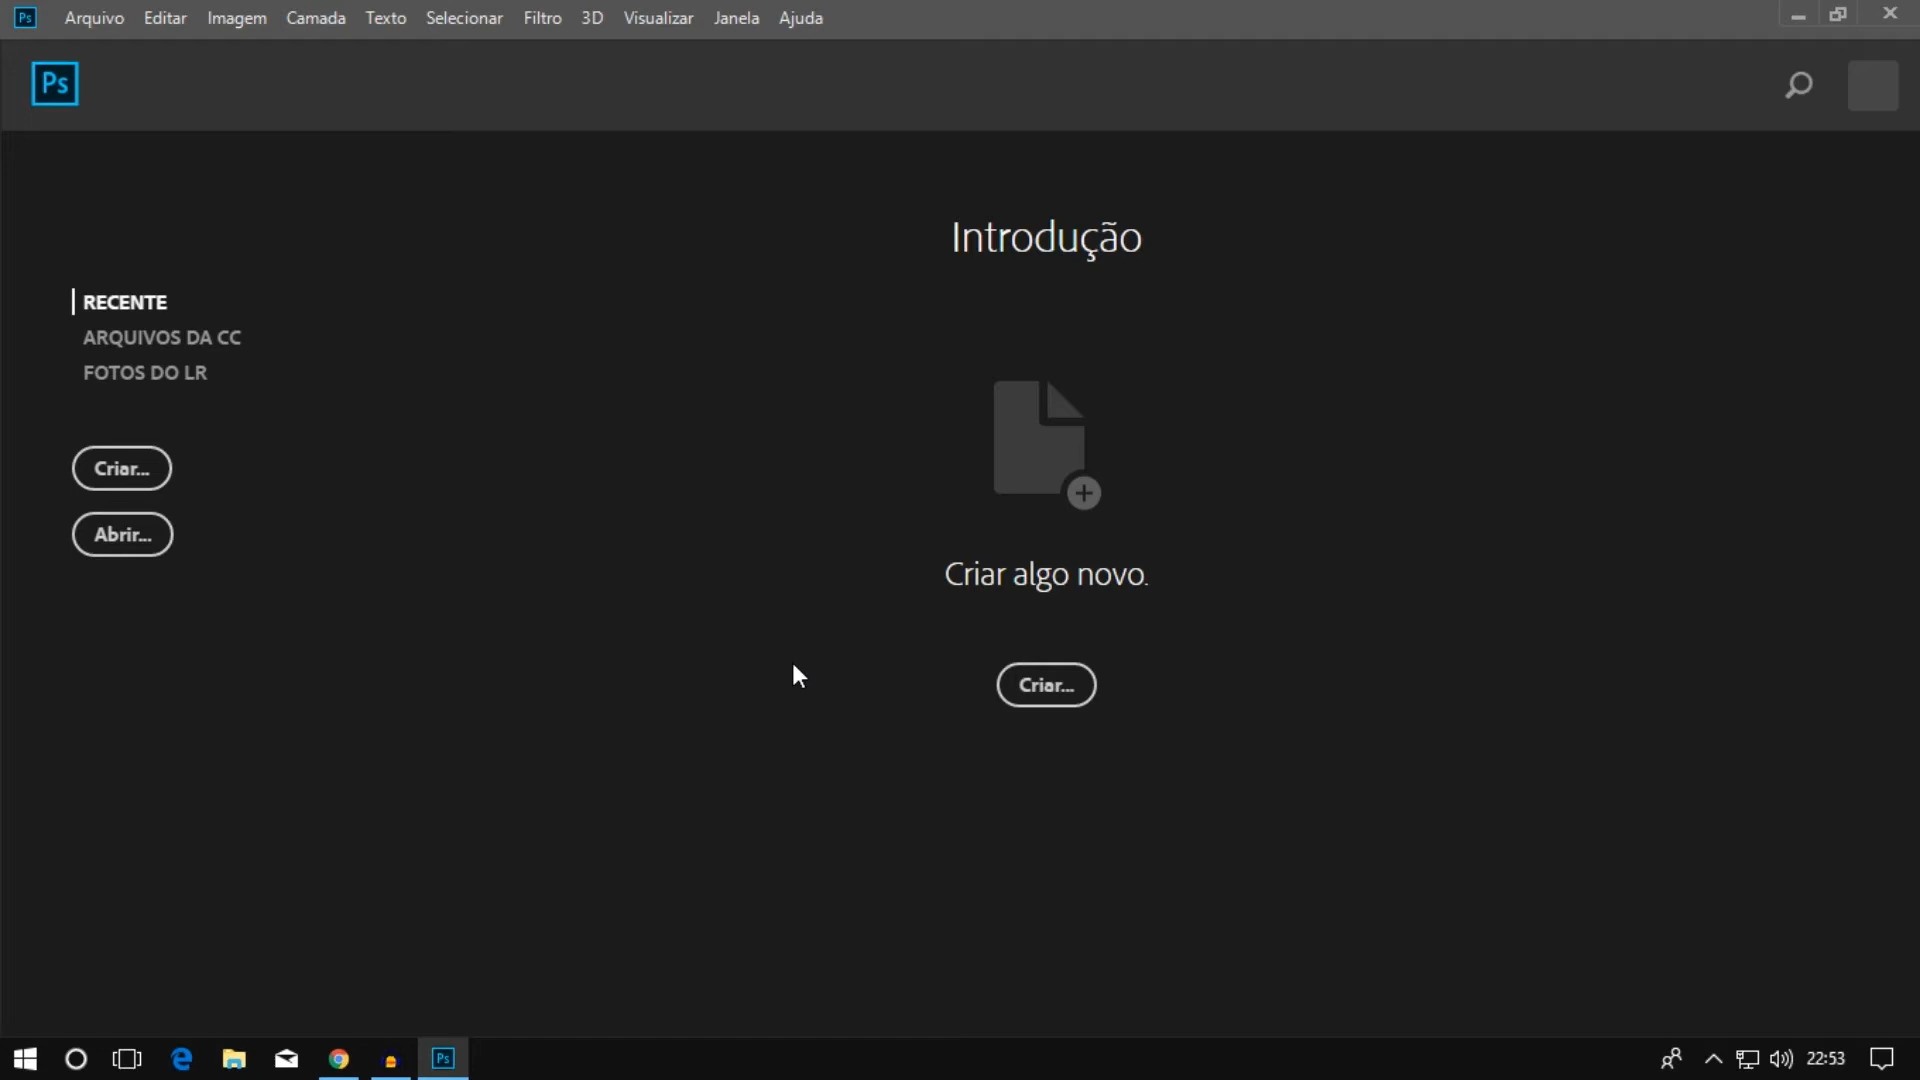 Ps Arquivo Editar Imagem Camada Texto Selecionar Filtro 3D Visualizar Janela Ajuda
Ps
Introdução
RECENTE
ARQUIVOS DA CC
FOTOS DO LR
Criar...
Abrir...
Criar algo novo.
Criar...
Ps 22:53